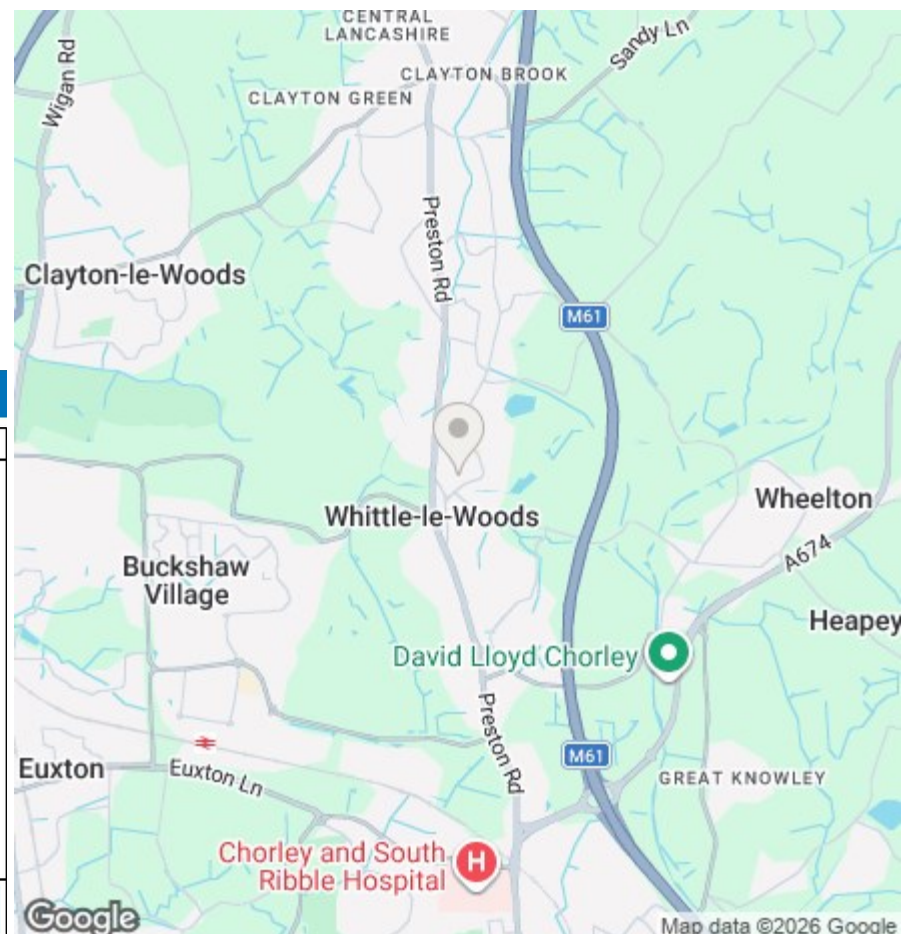 CENTRAL
LANCASHIRE
Sandy Ln
CLAYTON BROOK
CLAYTON GREEN
Wigan Rd
Preston Rd
Clayton-le-Woods
M61
Wheelton
Whittle-le-Woods
A674
Buckshaw
Village
Heapey
David Lloyd Chorley
Preston Rd
M61
Euxton
Euxton Ln
GREAT KNOWLEY
Chorley and South
Ribble Hospital
H
Google
Map data ©2026 Google